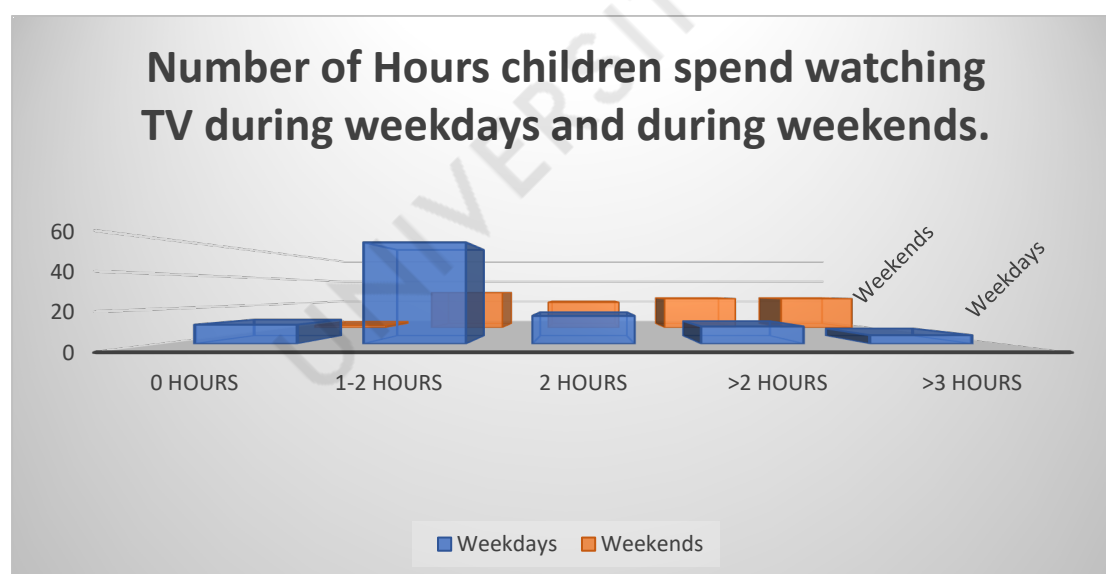 Number of Hours children spend watching
TV during weekdays and during weekends.
60
40
20
0
Weekends
Weekdays
0 HOURS
1-2 HOURS
2 HOURS
>2 HOURS
>3 HOURS
Weekdays
Weekends